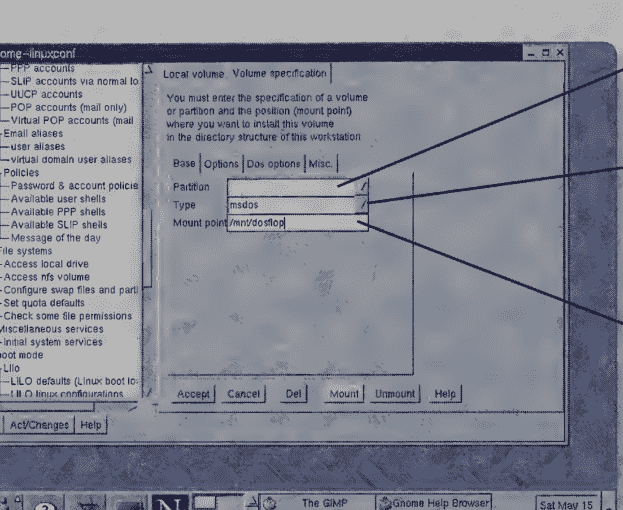 ome-linuxconf
PPP accounts
SLIP accounts via normal lo
UUCP accounts
POP accounts (mail only)
Virtual POP accounts (mail
Email aliases
user aliases
virtual domain user aliases
Policies
Password & account policie
Available user shells
Available PPP shells
Available SLIP shells
Message of the day
File systems
Access local drive
Access nfs volume
Configure swap files and parti
Set quota defaults
Check some file permissions
Miscellaneous services
Initial system services
boot mode
Lilo
LILO defaults (Linux boot lo
LILO linux configurations
Act/Changes Help
Local volume Volume specification
You must enter the specification of a volume
or partition and the position (mount point)
where you want to install this volume
in the directory structure of this workstation
Base Options Dos options Misc.
Partition
Type msdos
Mount point /mnt/dosflop
Accept Cancel Del Mount Unmount Help
N The GIMP Gnome Help Browser Sat May 15